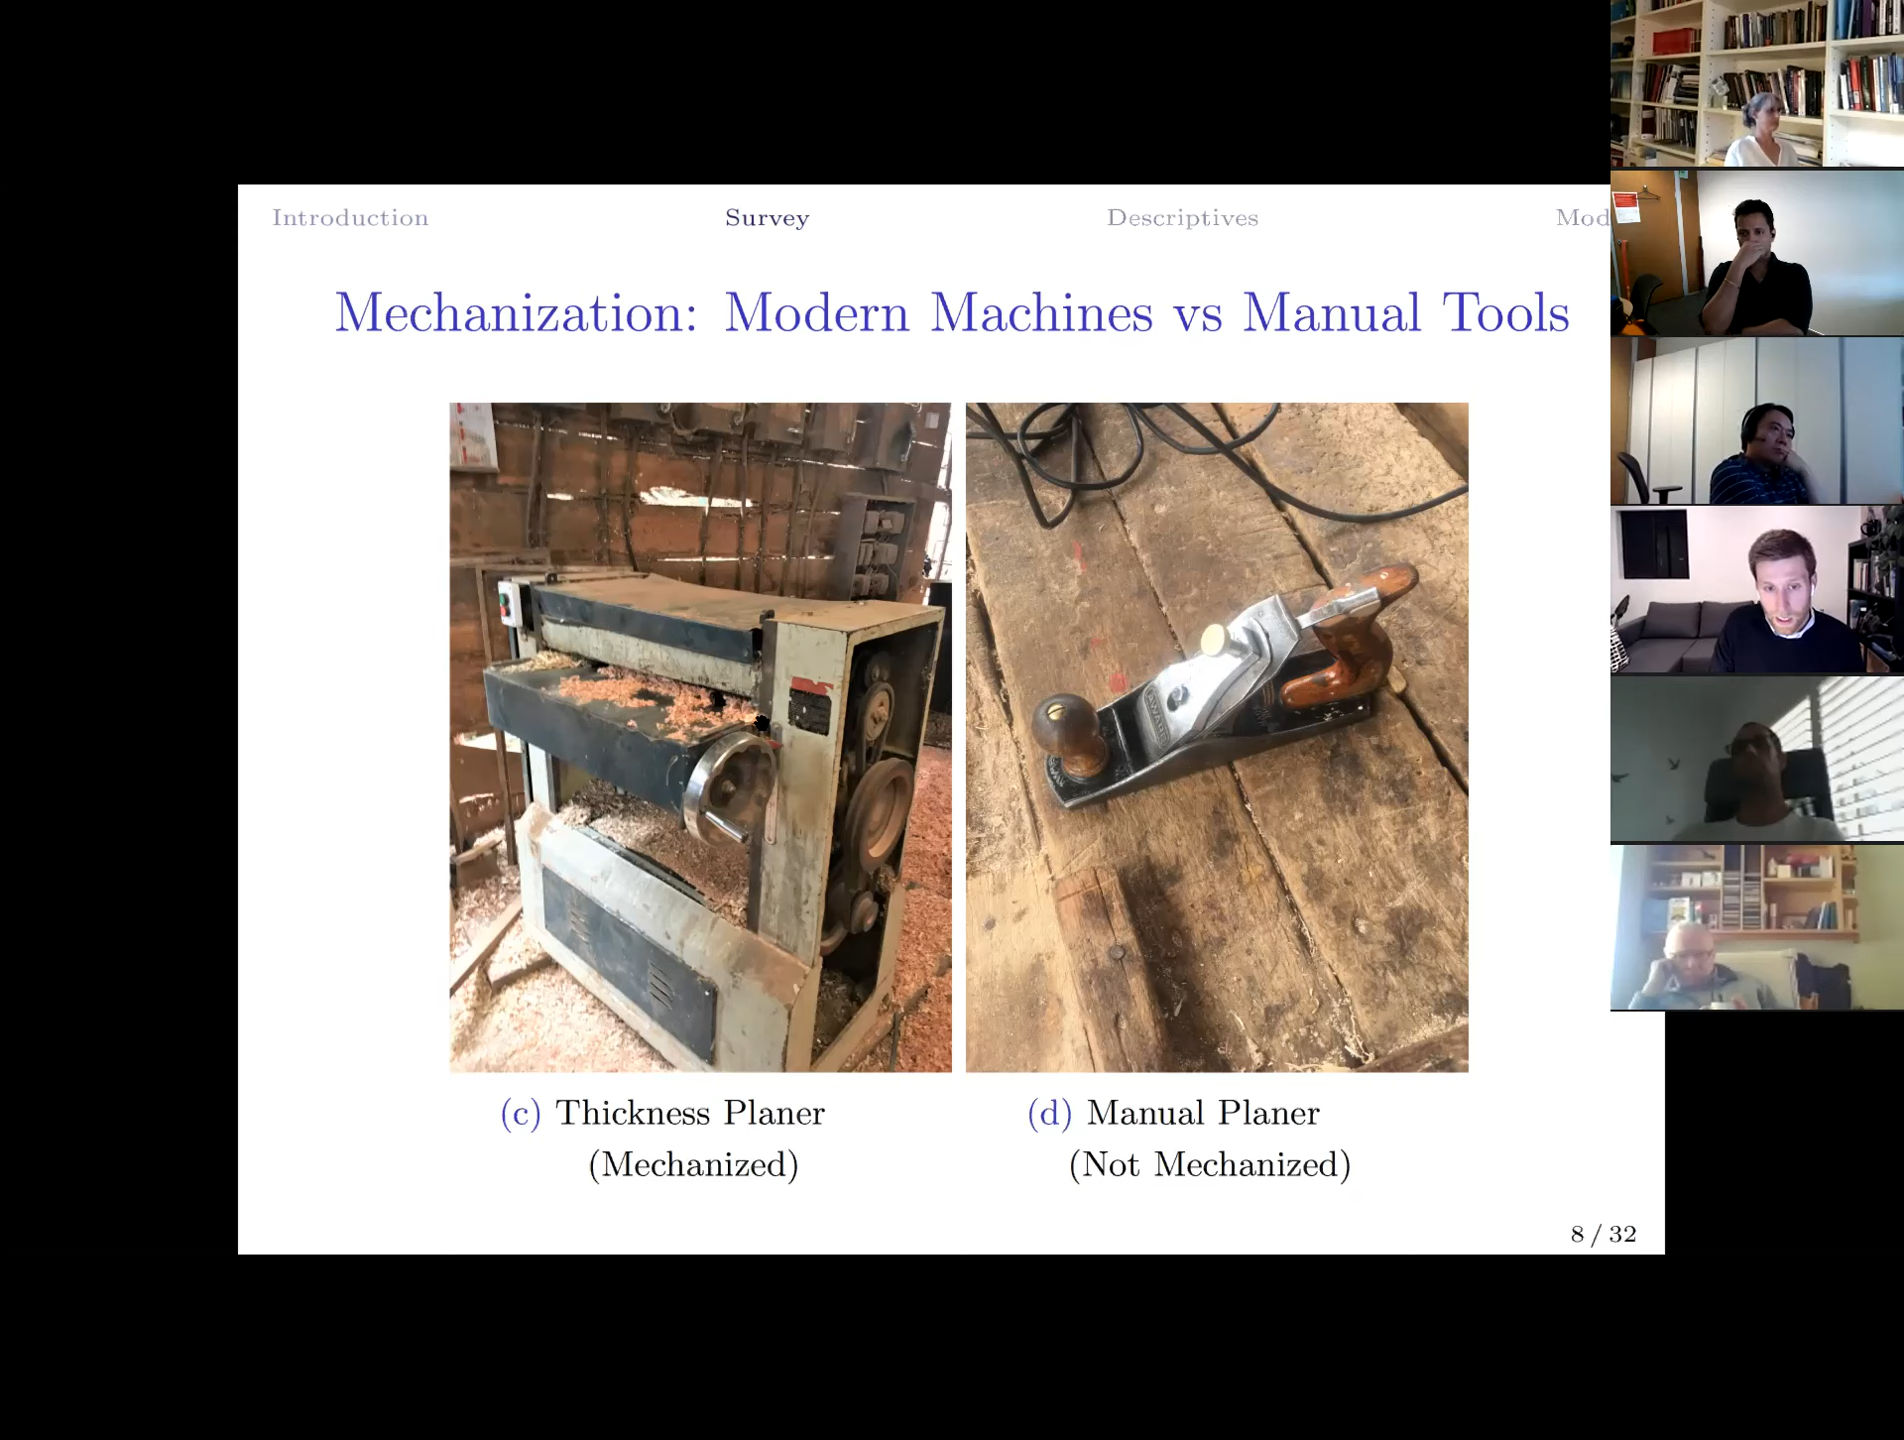 Introduction Survey Descriptives Mod
Mechanization: Modern Machines vs Manual Tools
(c) Thickness Planer
(Mechanized)
(d) Manual Planer
(Not Mechanized)
8 / 32